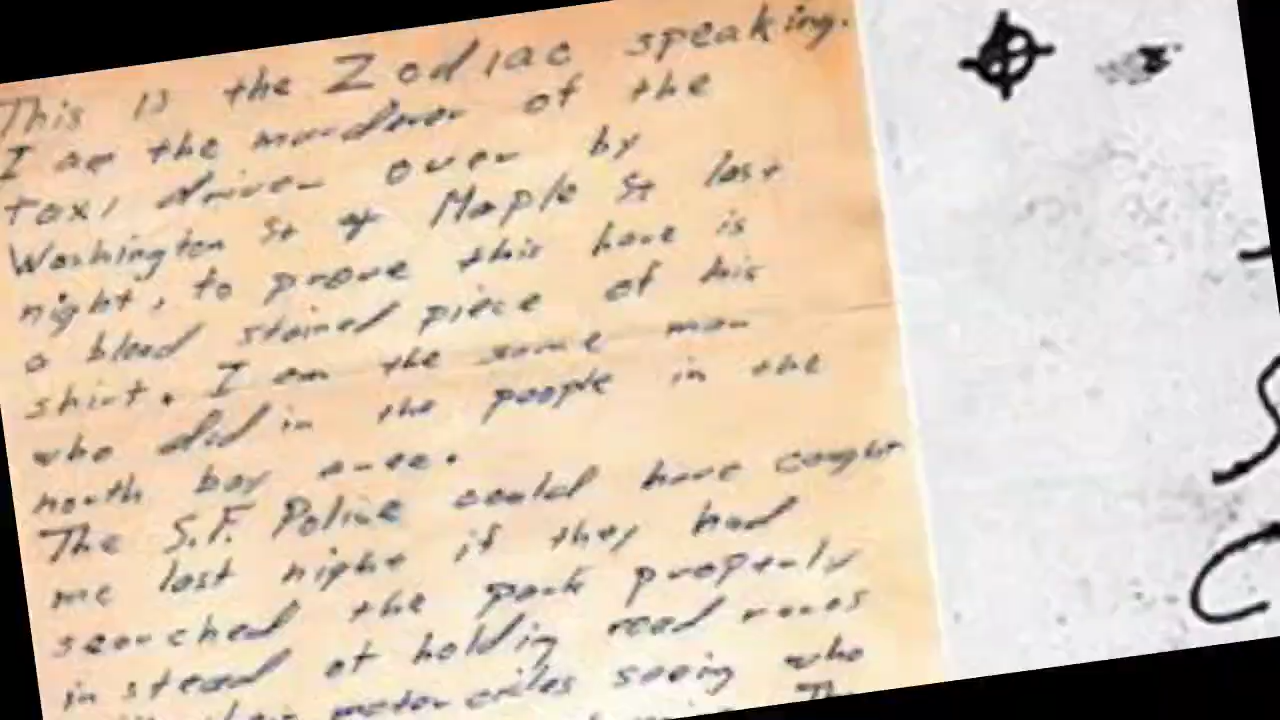 This is the Zodiac speaking.
I am the murderer of the
taxi driver over by
Washington St & Maple St last
night, to prove this here is
a blood stained piece of his
shirt. I am the same man
who did in the people in the
north bay area.
The S.F. Police could have caught
me last night if they had
searched the park properly
instead of holding road races
motorcicles seeing who